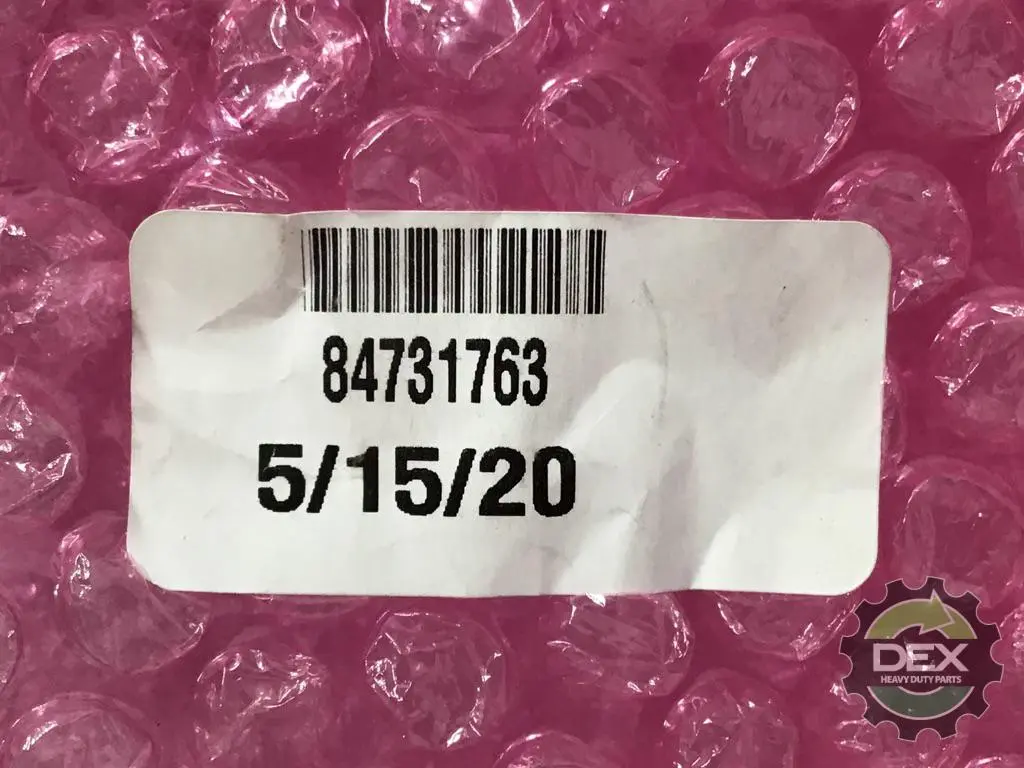 84731763
5/15/20
DEX
HEAVY DUTY PARTS